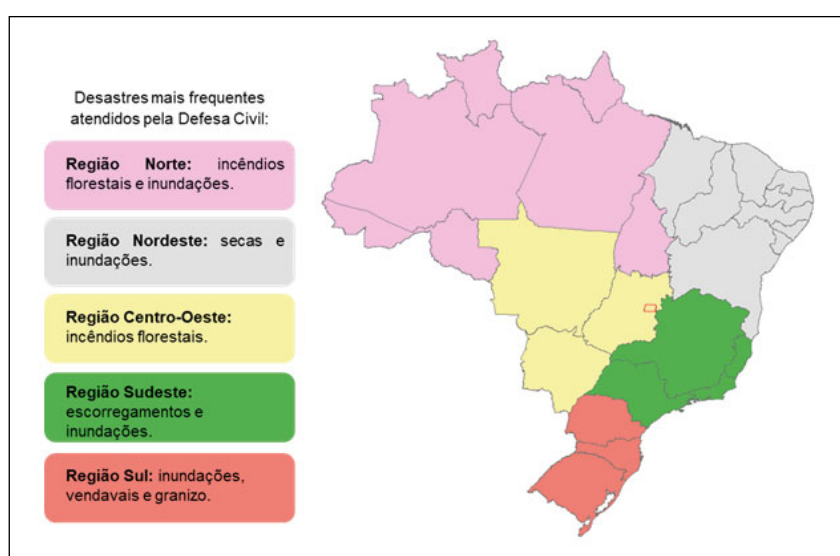 Desastres mais frequentes
atendidos pela Defesa Civil:
Região Norte: incêndios
florestais e inundações.
Região Nordeste: secas e
inundações.
Região Centro-Oeste:
incêndios florestais.
Região Sudeste:
escorregamentos e
inundações.
Região Sul: inundações,
vendavais e granizo.